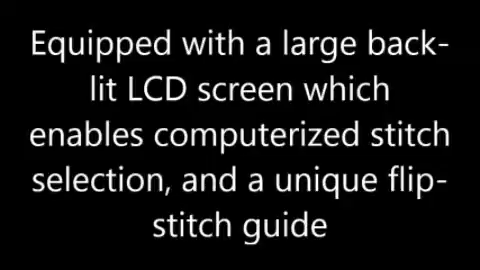 Equipped with a large back-
lit LCD screen which
enables computerized stitch
selection, and a unique flip-
stitch guide